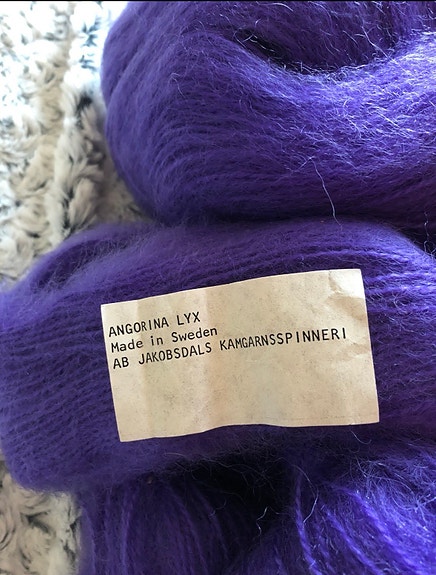 ANGORINA LYX
Made in Sweden
AB JAKOBSDALS KAMGARNSSPINNERI